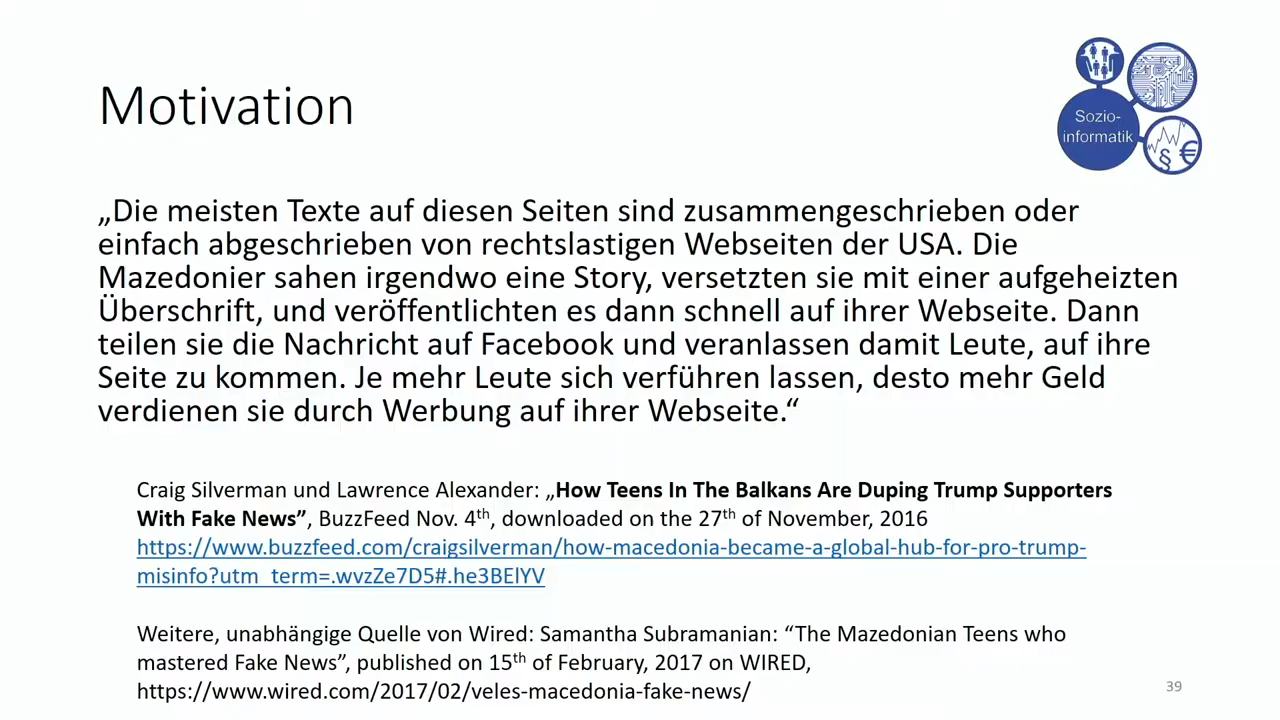 Motivation
Sozio-
informatik
§ €
„Die meisten Texte auf diesen Seiten sind zusammengeschrieben oder
einfach abgeschrieben von rechtslastigen Webseiten der USA. Die
Mazedonier sahen irgendwo eine Story, versetzten sie mit einer aufgeheizten
Überschrift, und veröffentlichten es dann schnell auf ihrer Webseite. Dann
teilen sie die Nachricht auf Facebook und veranlassen damit Leute, auf ihre
Seite zu kommen. Je mehr Leute sich verführen lassen, desto mehr Geld
verdienen sie durch Werbung auf ihrer Webseite.“
Craig Silverman und Lawrence Alexander: „How Teens In The Balkans Are Duping Trump Supporters
With Fake News”, BuzzFeed Nov. 4th, downloaded on the 27th of November, 2016
https://www.buzzfeed.com/craigsilverman/how-macedonia-became-a-global-hub-for-pro-trump-
misinfo?utm_term=.wvzZe7D5#.he3BElYV
Weitere, unabhängige Quelle von Wired: Samantha Subramanian: “The Mazedonian Teens who
mastered Fake News”, published on 15th of February, 2017 on WIRED,
https://www.wired.com/2017/02/veles-macedonia-fake-news/
39